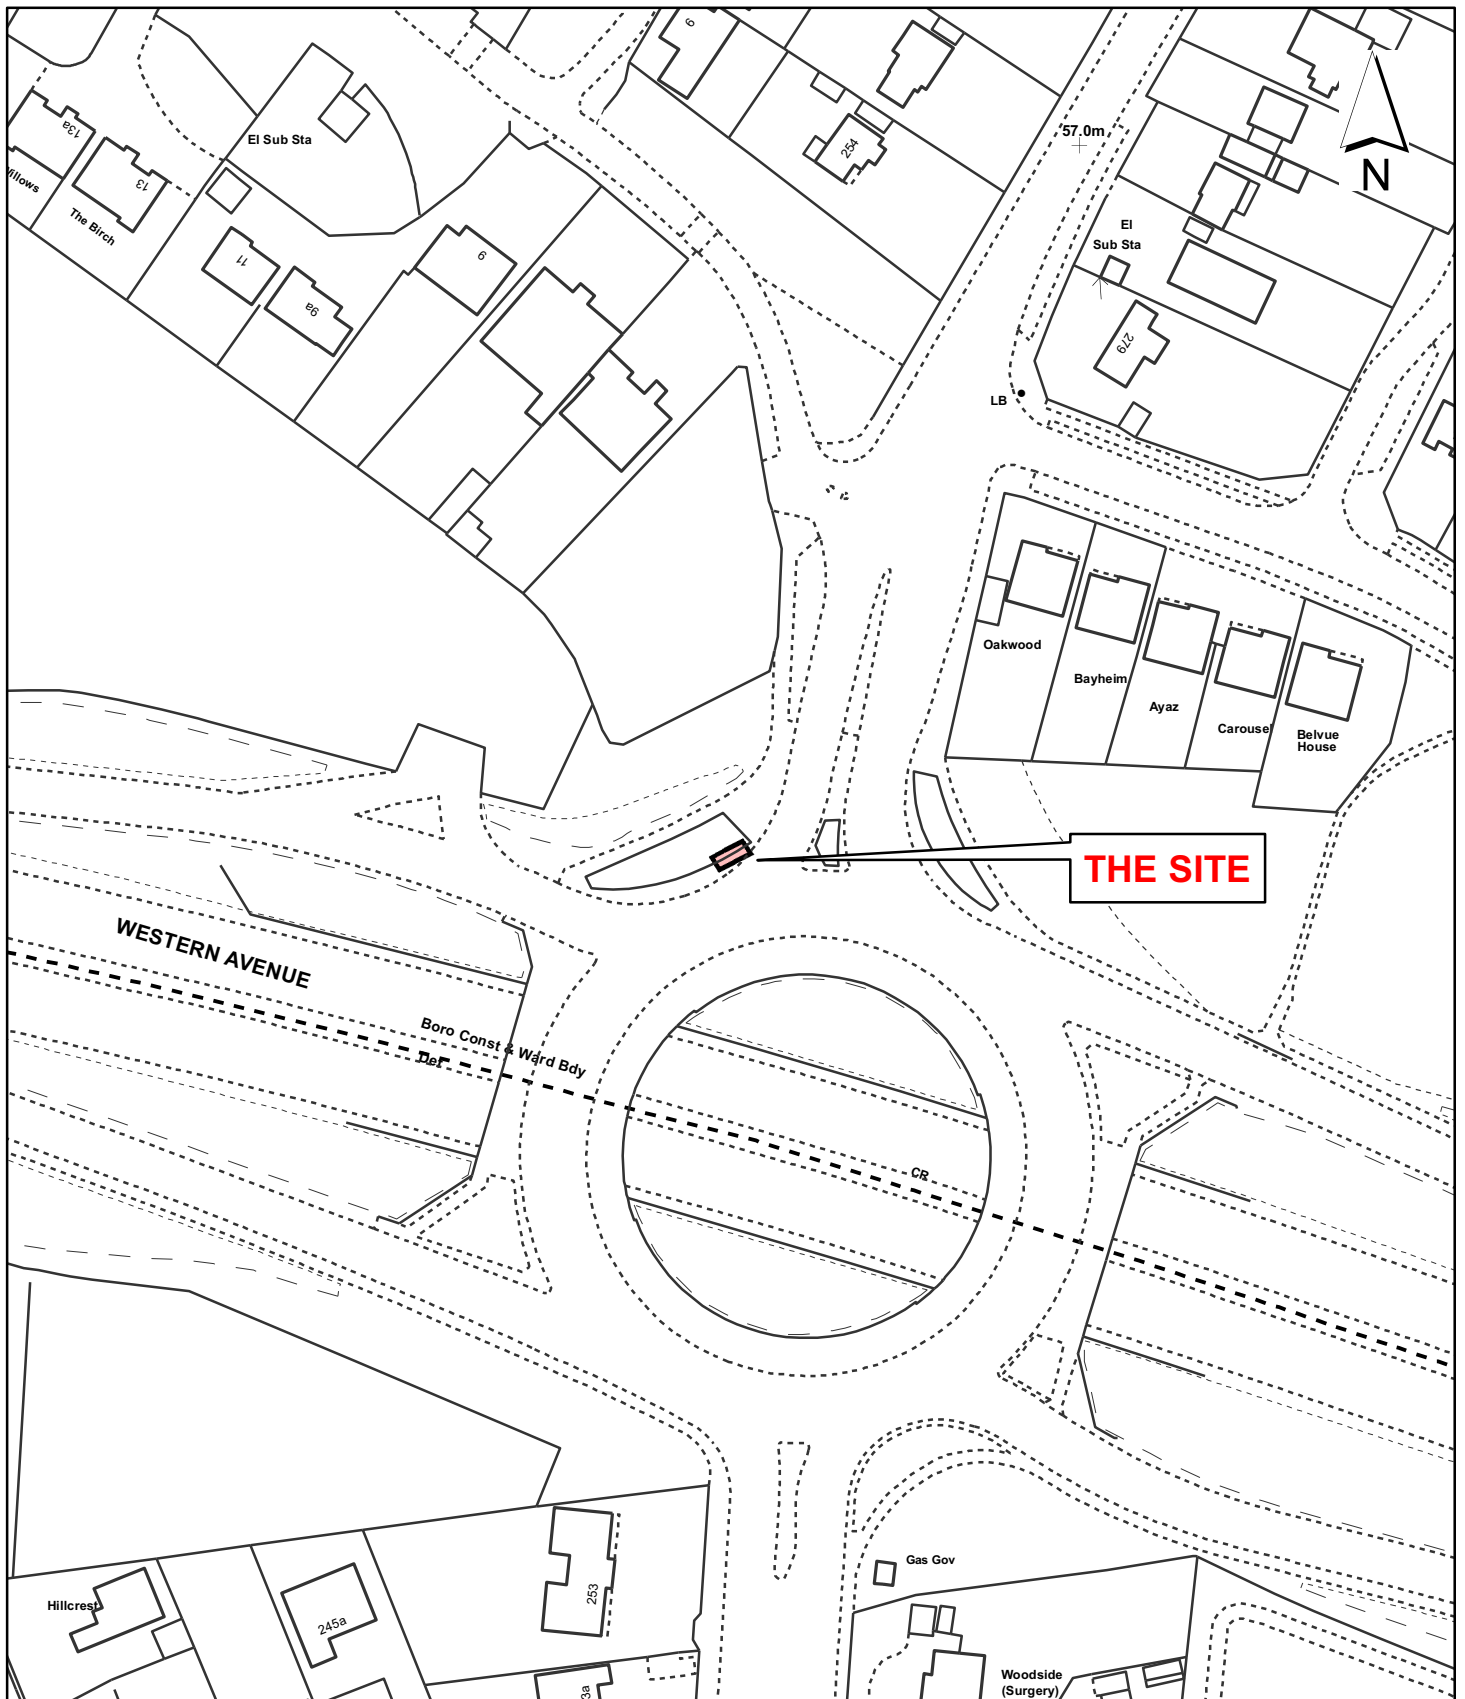 6
13a
El Sub Sta
254
57.0m
N
13
The Birch
El
Sub Sta
11
9
9a
279
LB
Oakwood
Bayheim
Ayaz
Carousel
Belvue
House
THE SITE
WESTERN AVENUE
Boro Const & Ward Bdy
Def
CR
Gas Gov
253
Hillcrest
245a
Woodside
(Surgery)